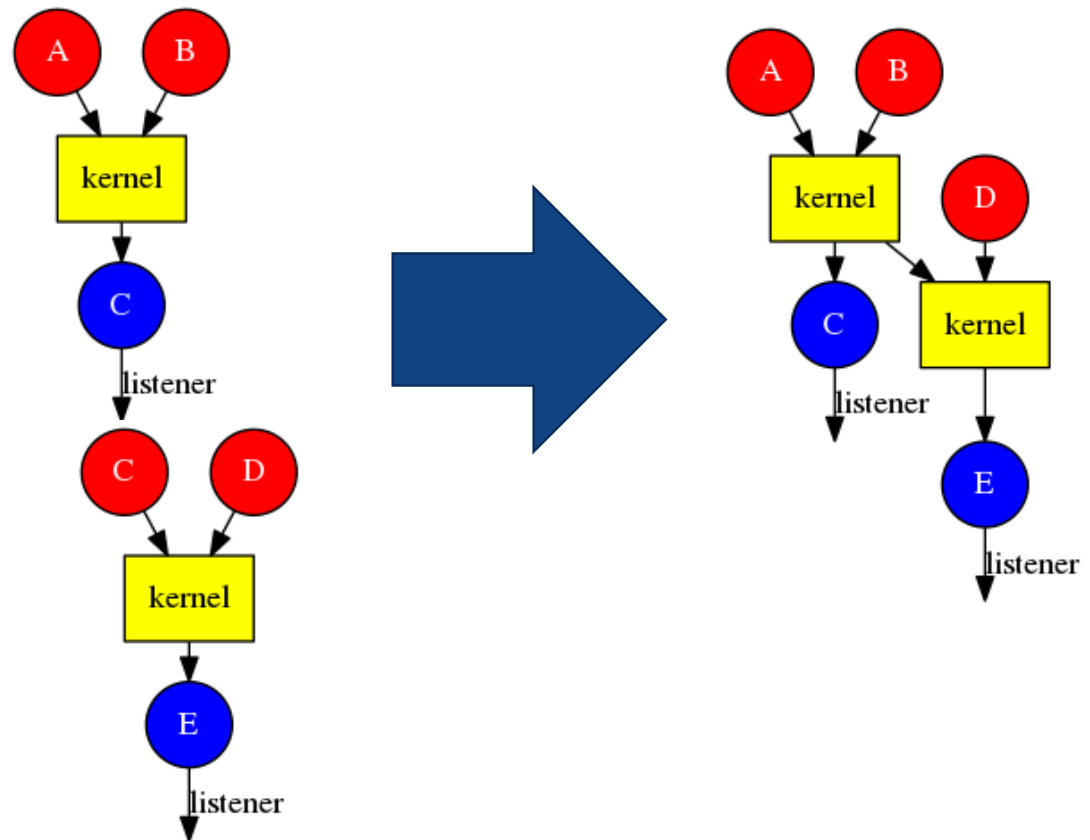 A B
kernel
C
listener
C D
kernel
E
listener
A B
kernel
D
C
kernel
listener
E
listener